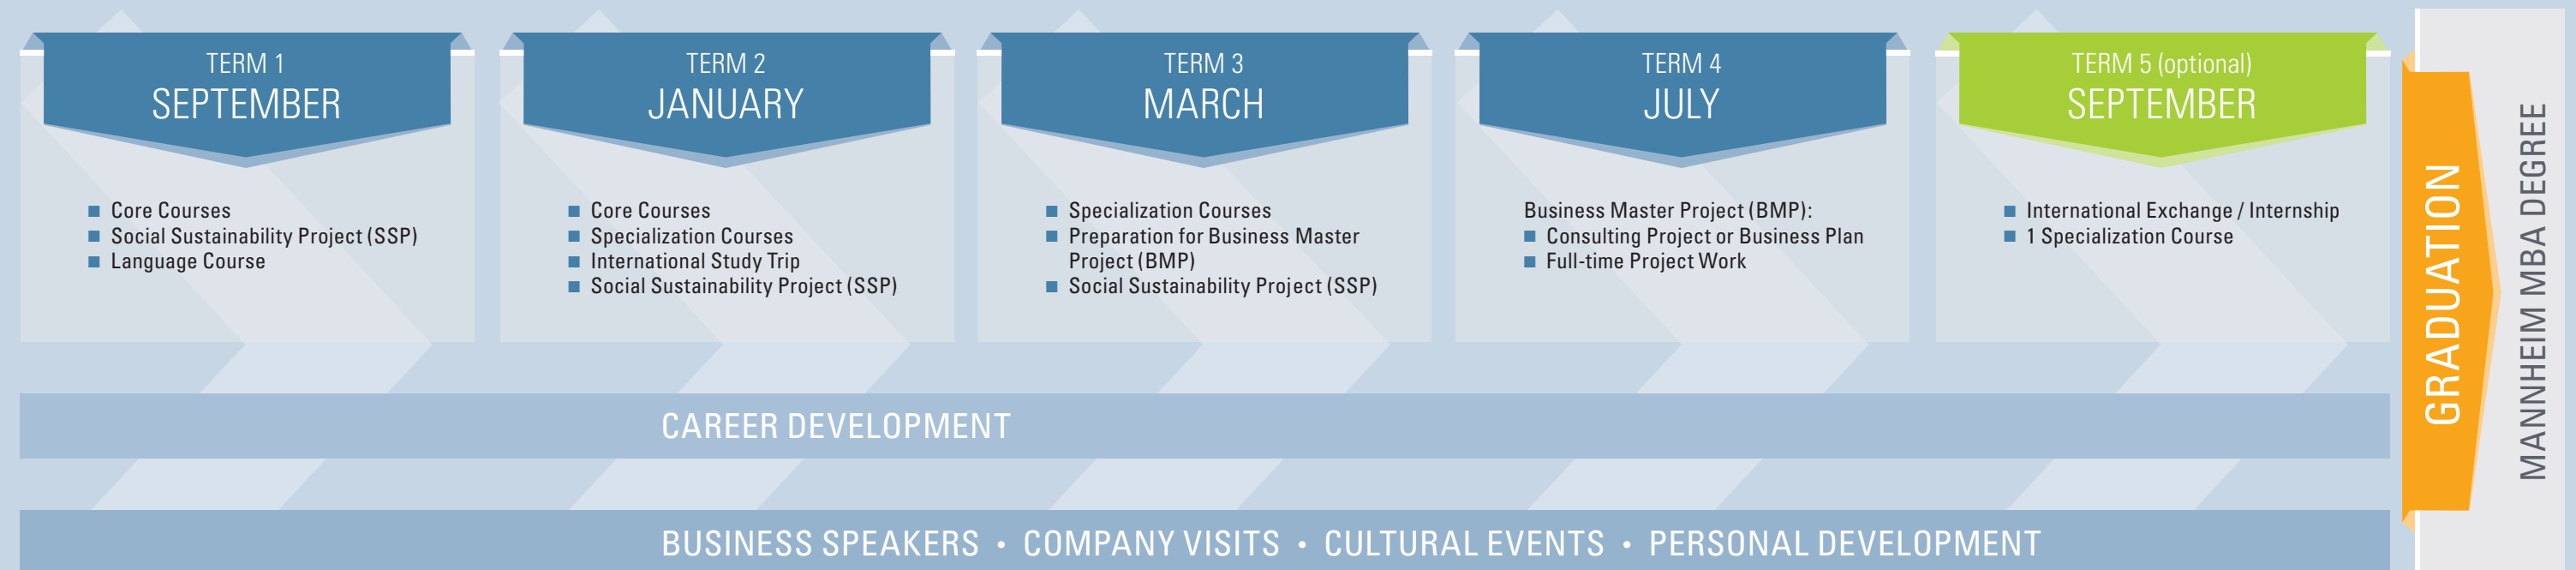 TERM 1
SEPTEMBER
Core Courses
Social Sustainability Project (SSP)
Language Course
TERM 2
JANUARY
Core Courses
Specialization Courses
International Study Trip
Social Sustainability Project (SSP)
TERM 3
MARCH
Specialization Courses
Preparation for Business Master
Project (BMP)
Social Sustainability Project (SSP)
TERM 4
JULY
Business Master Project (BMP):
Consulting Project or Business Plan
Full-time Project Work
TERM 5 (optional)
SEPTEMBER
International Exchange / Internship
1 Specialization Course
CAREER DEVELOPMENT
BUSINESS SPEAKERS • COMPANY VISITS • CULTURAL EVENTS • PERSONAL DEVELOPMENT
GRADUATION
MANNHEIM MBA DEGREE